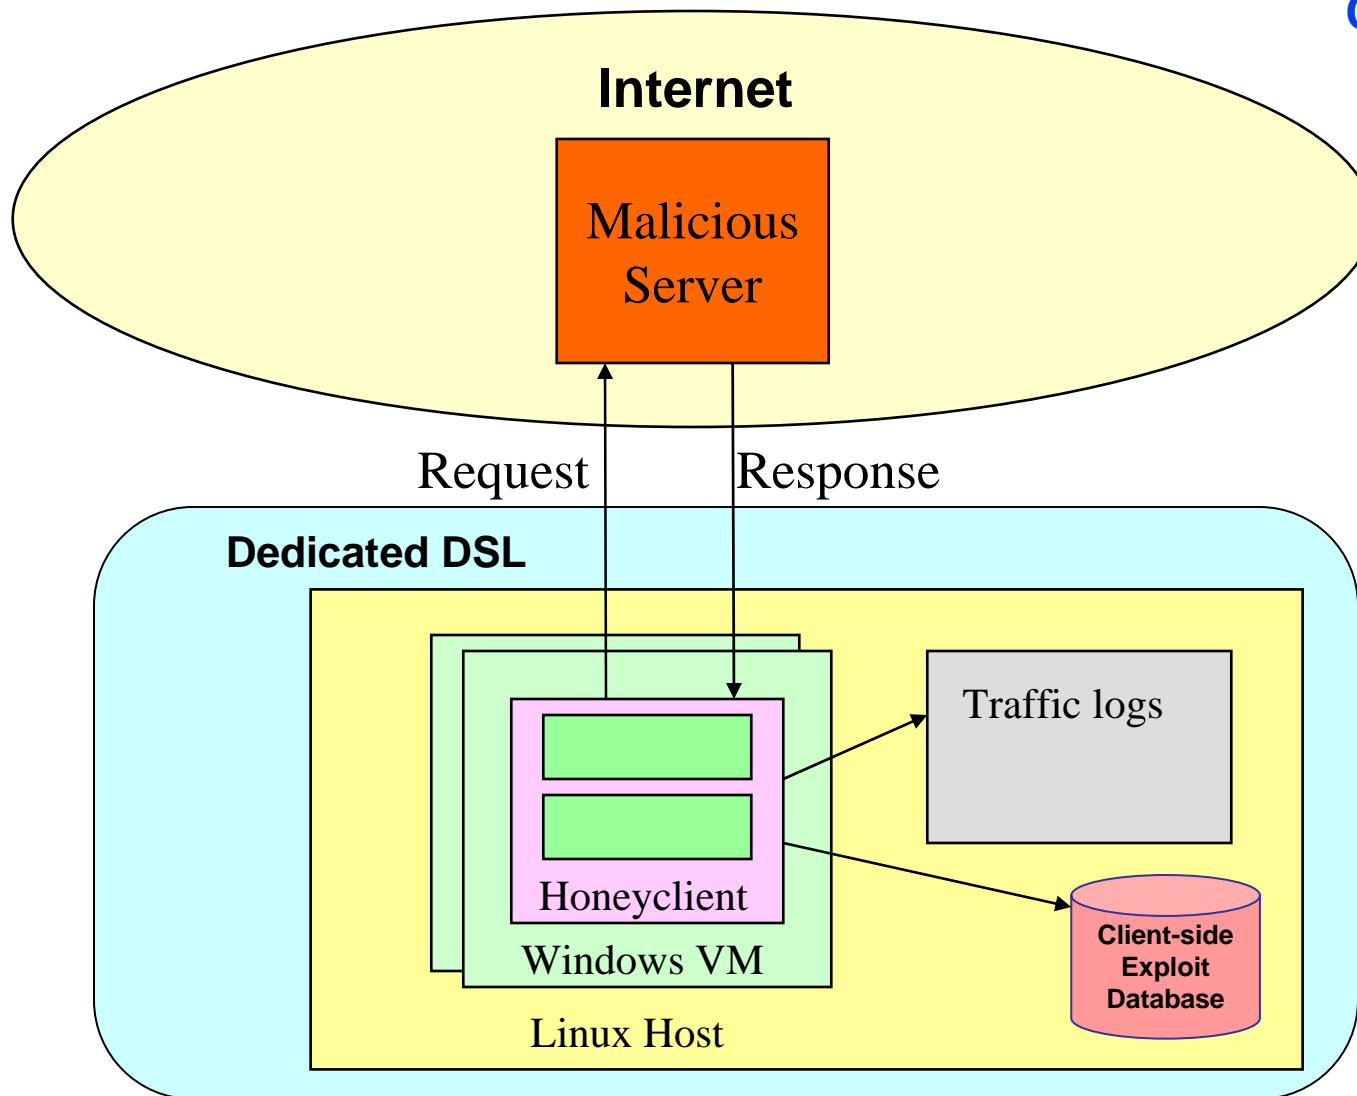 Internet
Malicious
Server
Request
Response
Dedicated DSL
Traffic logs
Honeyclient
Client-side
Exploit
Database
Windows VM
Linux Host